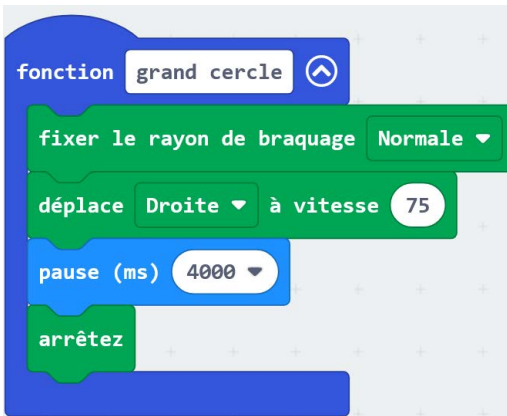 fonction grand cercle
fixer le rayon de braquage Normale
déplace Droite à vitesse 75
pause (ms) 4000
arrêtez